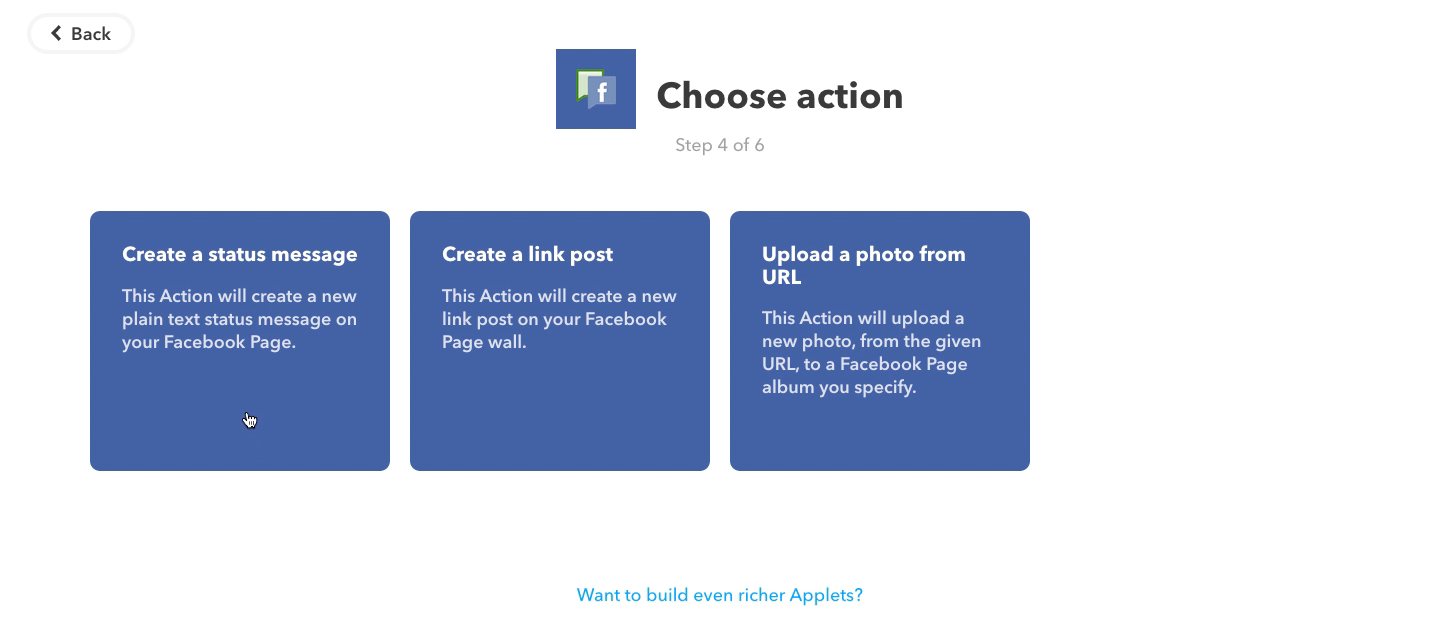 Back
f
Choose action
Step 4 of 6
Create a status message
This Action will create a new
plain text status message on
your Facebook Page.
Create a link post
This Action will create a new
link post on your Facebook
Page wall.
Upload a photo from
URL
This Action will upload a
new photo, from the given
URL, to a Facebook Page
album you specify.
Want to build even richer Applets?